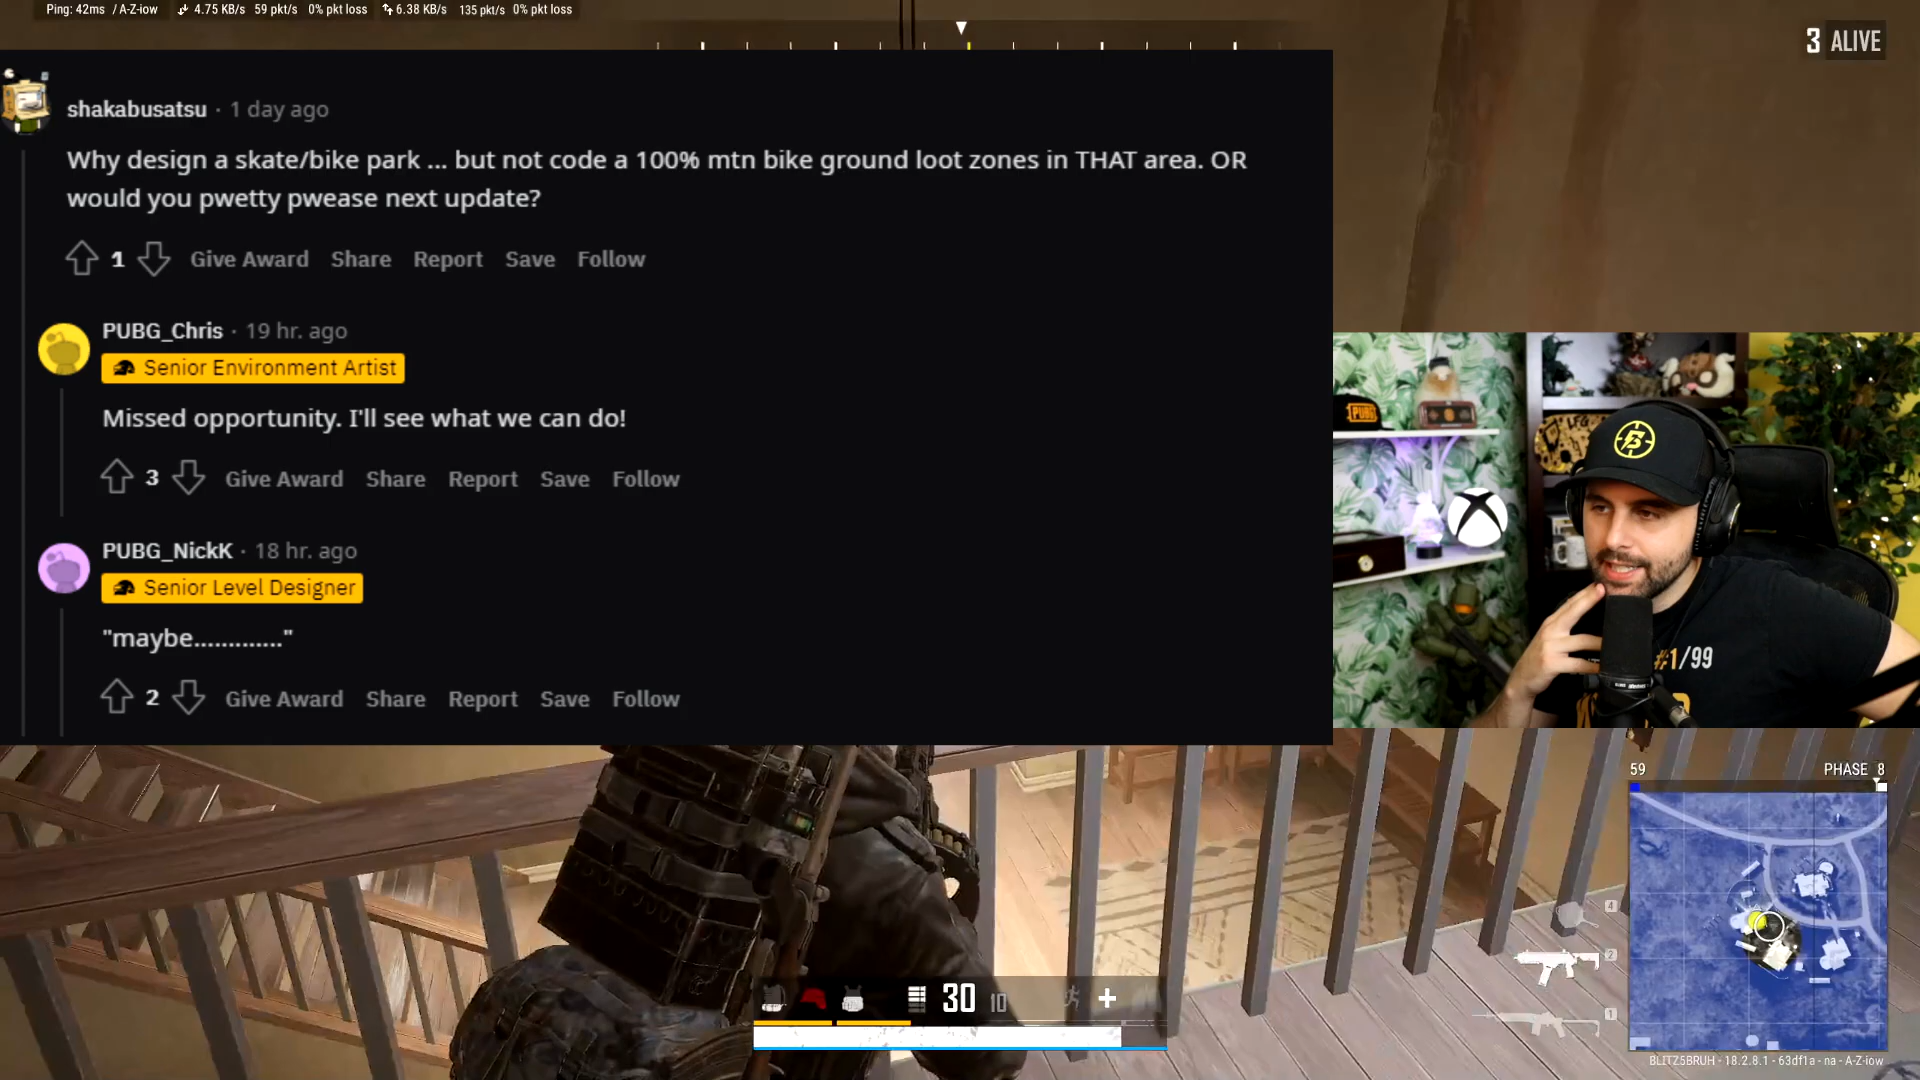 Ping: 42ms / A-Z-iow 4.75 KB/s 59 pkt/s 0% pkt loss 6.38 KB/s 135 pkt/s 0% pkt loss
3 ALIVE
shakabusatsu · 1 day ago
Why design a skate/bike park ... but not code a 100% mtn bike ground loot zones in THAT area. OR
would you pwetty pwease next update?
1 Give Award Share Report Save Follow
PUBG_Chris · 19 hr. ago
Senior Environment Artist
Missed opportunity. I'll see what we can do!
3 Give Award Share Report Save Follow
PUBG_NickK · 18 hr. ago
Senior Level Designer
"maybe............."
2 Give Award Share Report Save Follow
PUBG
LFG
#1/99
59 PHASE 8
4
2
1
30 10
BLITZ5BRUH - 18.2.8.1 - 63df1a - na - A-Z-iow